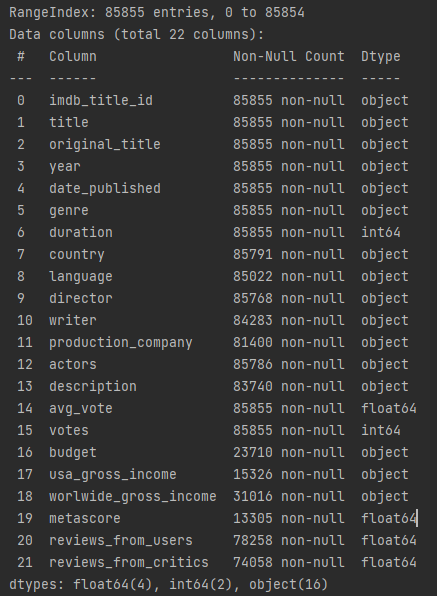 RangeIndex: 85855 entries, 0 to 85854
Data columns (total 22 columns):
 #   Column                 Non-Null Count  Dtype
---  ------                 --------------  -----
 0   imdb_title_id          85855 non-null  object
 1   title                  85855 non-null  object
 2   original_title         85855 non-null  object
 3   year                   85855 non-null  object
 4   date_published         85855 non-null  object
 5   genre                  85855 non-null  object
 6   duration               85855 non-null  int64
 7   country                85791 non-null  object
 8   language               85022 non-null  object
 9   director               85768 non-null  object
 10  writer                 84283 non-null  object
 11  production_company     81400 non-null  object
 12  actors                 85786 non-null  object
 13  description            83740 non-null  object
 14  avg_vote               85855 non-null  float64
 15  votes                  85855 non-null  int64
 16  budget                 23710 non-null  object
 17  usa_gross_income       15326 non-null  object
 18  worlwide_gross_income  31016 non-null  object
 19  metascore              13305 non-null  float64
 20  reviews_from_users     78258 non-null  float64
 21  reviews_from_critics   74058 non-null  float64
dtypes: float64(4), int64(2), object(16)